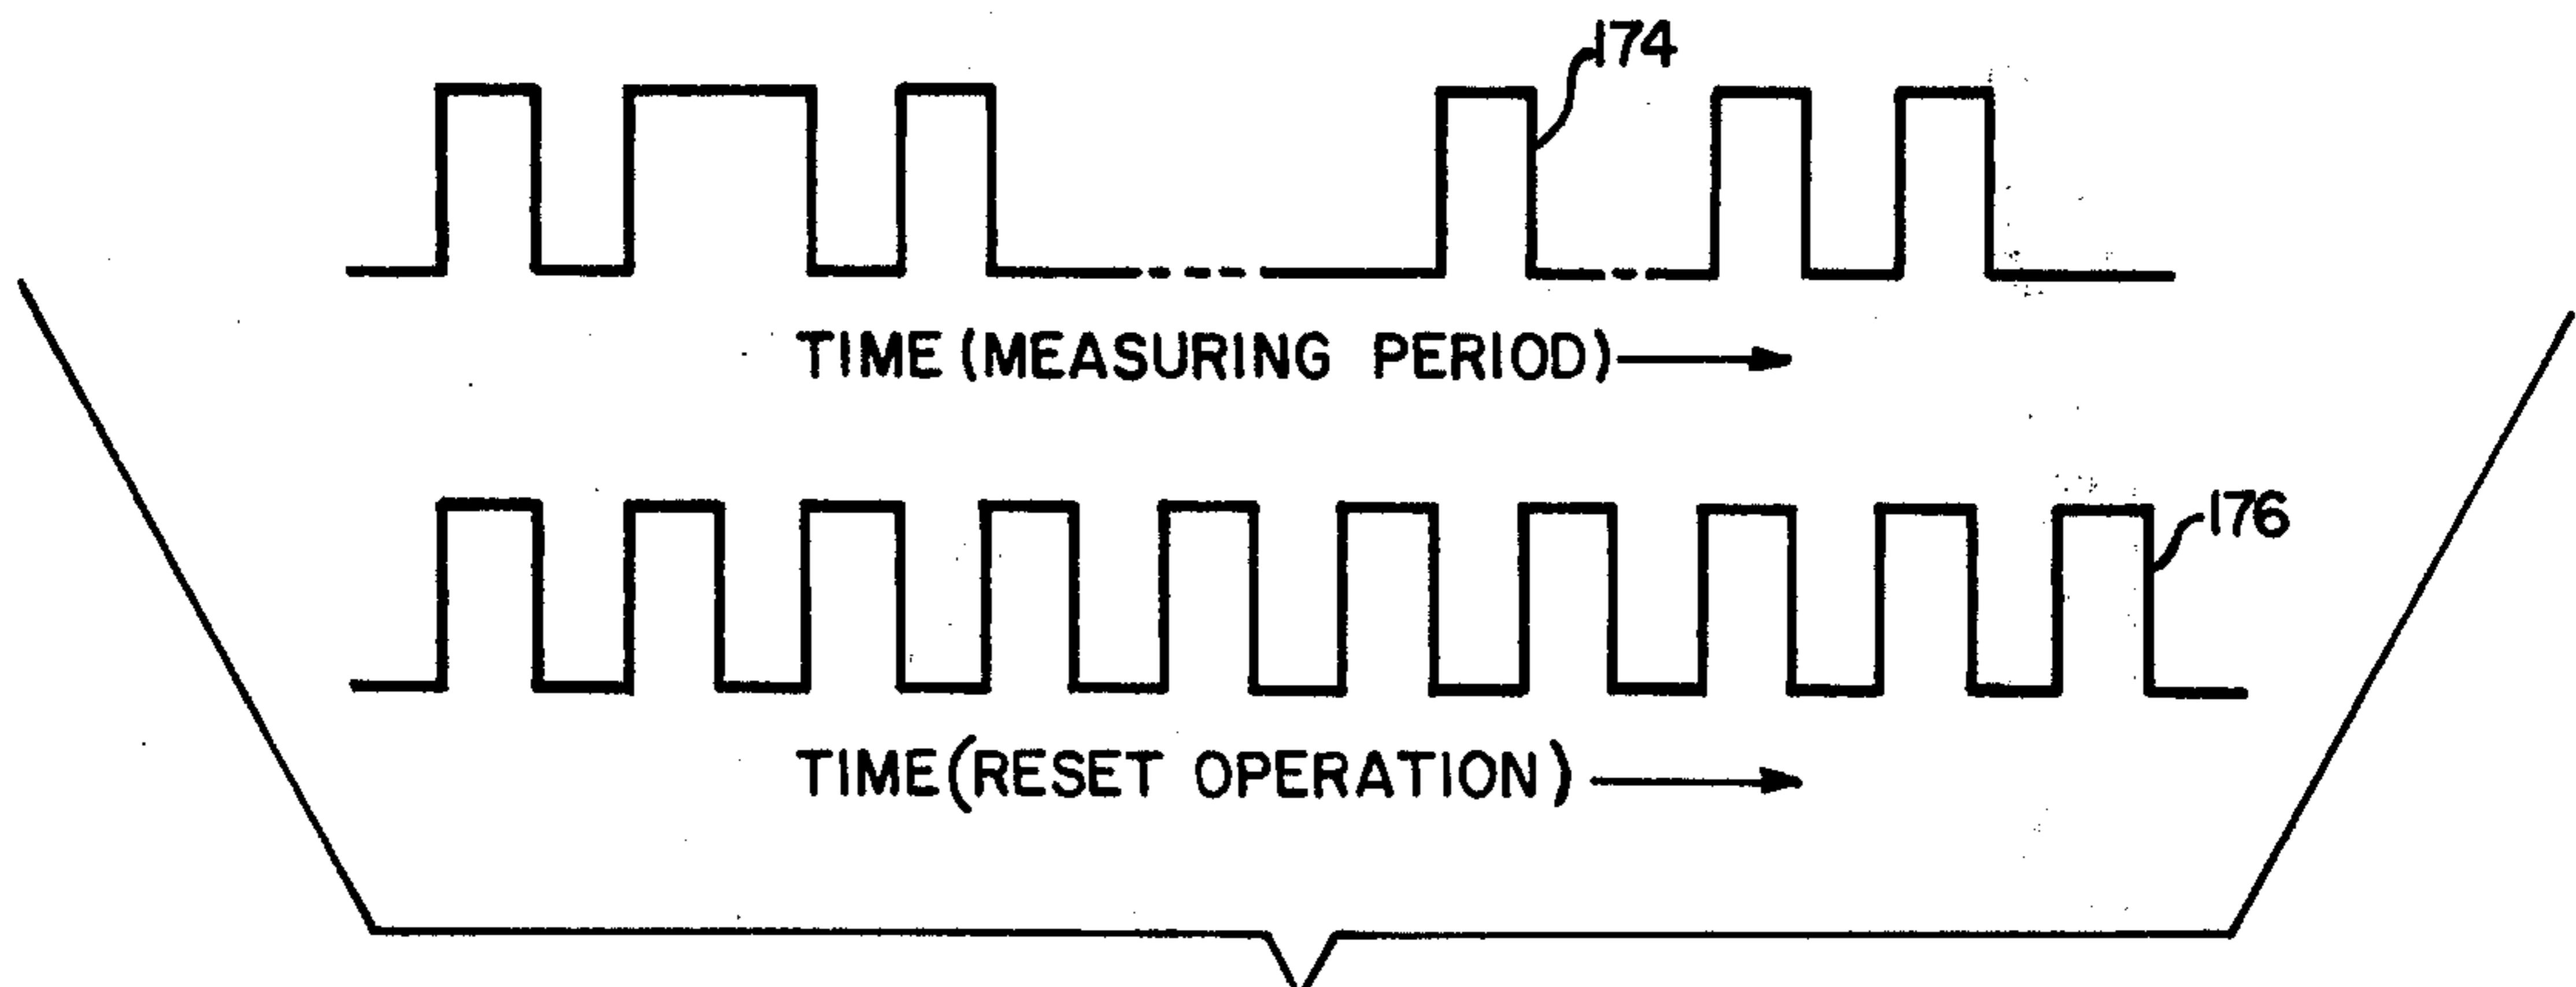 174
TIME (MEASURING PERIOD)
176
TIME (RESET OPERATION)